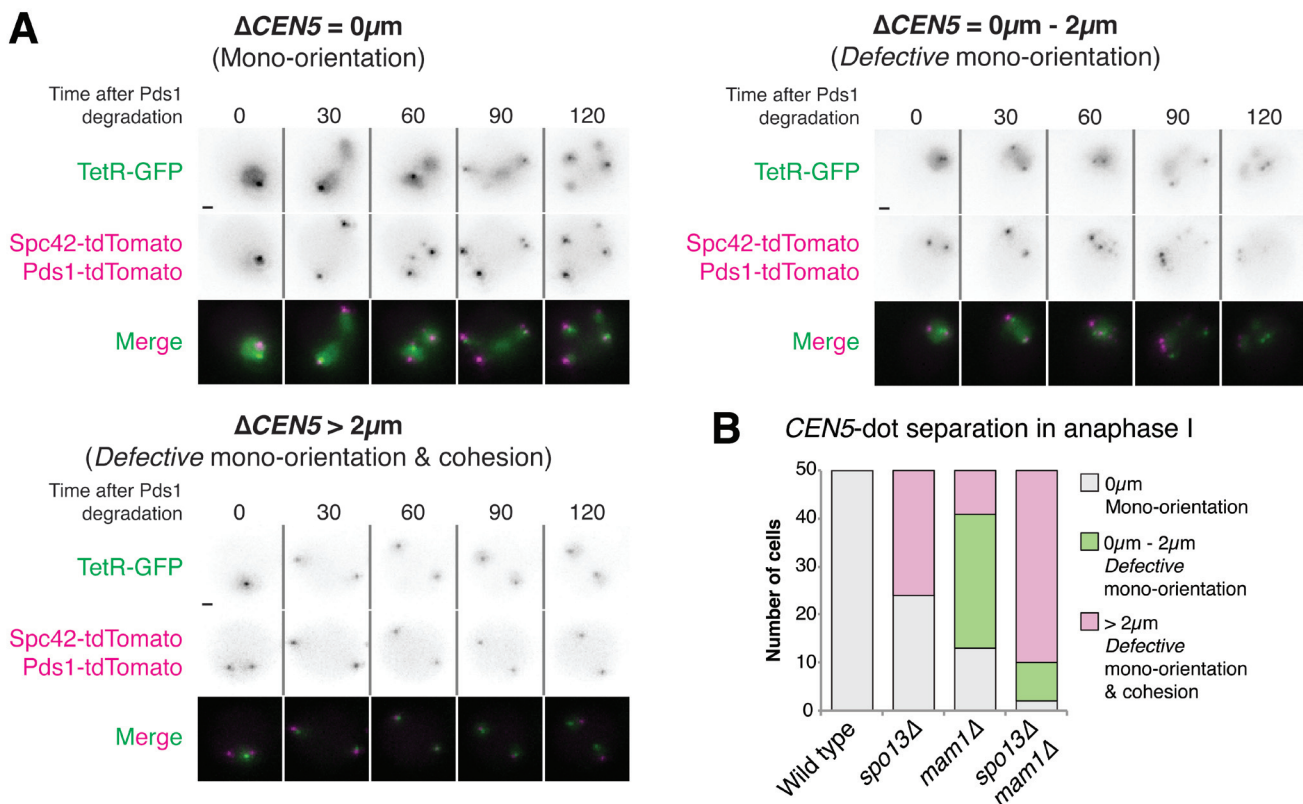 A
ΔCEN5 = 0µm
(Mono-orientation)
Time after Pds1
degradation
0 30 60 90 120
TetR-GFP
Spc42-tdTomato
Pds1-tdTomato
Merge
ΔCEN5 = 0µm - 2µm
(Defective mono-orientation)
Time after Pds1
degradation
0 30 60 90 120
TetR-GFP
Spc42-tdTomato
Pds1-tdTomato
Merge
ΔCEN5 > 2µm
(Defective mono-orientation & cohesion)
Time after Pds1
degradation
0 30 60 90 120
TetR-GFP
Spc42-tdTomato
Pds1-tdTomato
Merge
B
CEN5-dot separation in anaphase I
Number of cells
50
40
30
20
10
0
Wild type
spo13Δ
mam1Δ
spo13Δ
mam1Δ
0µm
Mono-orientation
0µm - 2µm
Defective
mono-orientation
> 2µm
Defective
mono-orientation
& cohesion